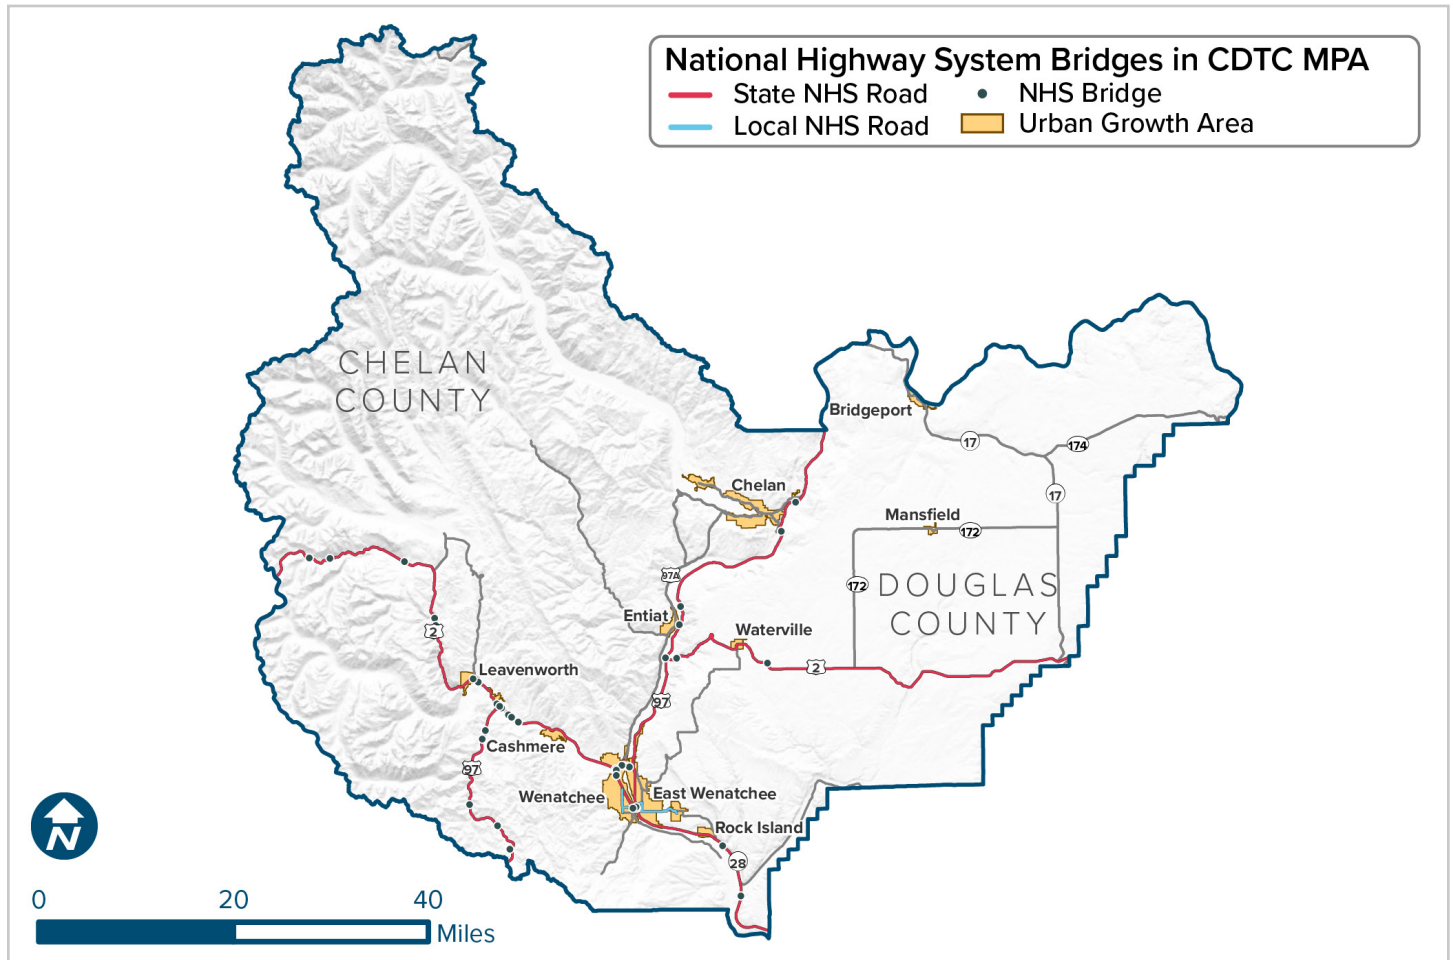 National Highway System Bridges in CDTC MPA
State NHS Road
NHS Bridge
Local NHS Road
Urban Growth Area
CHELAN
COUNTY
Bridgeport
17
174
Chelan
17
Mansfield
172
97A
172
DOUGLAS
COUNTY
Entiat
Waterville
2
2
Leavenworth
97
Cashmere
97
Wenatchee
East Wenatchee
Rock Island
28
N
0
20
40
Miles